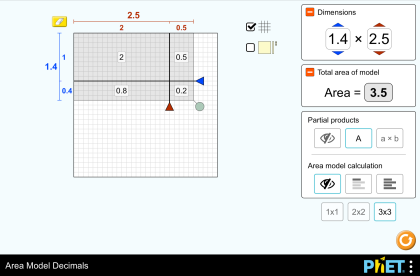 2.5
2 0.5
1.4
1 2 0.5
0.4 0.8 0.2
Dimensions
1.4 × 2.5
Total area of model
Area = 3.5
Partial products
A a × b
Area model calculation
1x1 2x2 3x3
Area Model Decimals
PhET